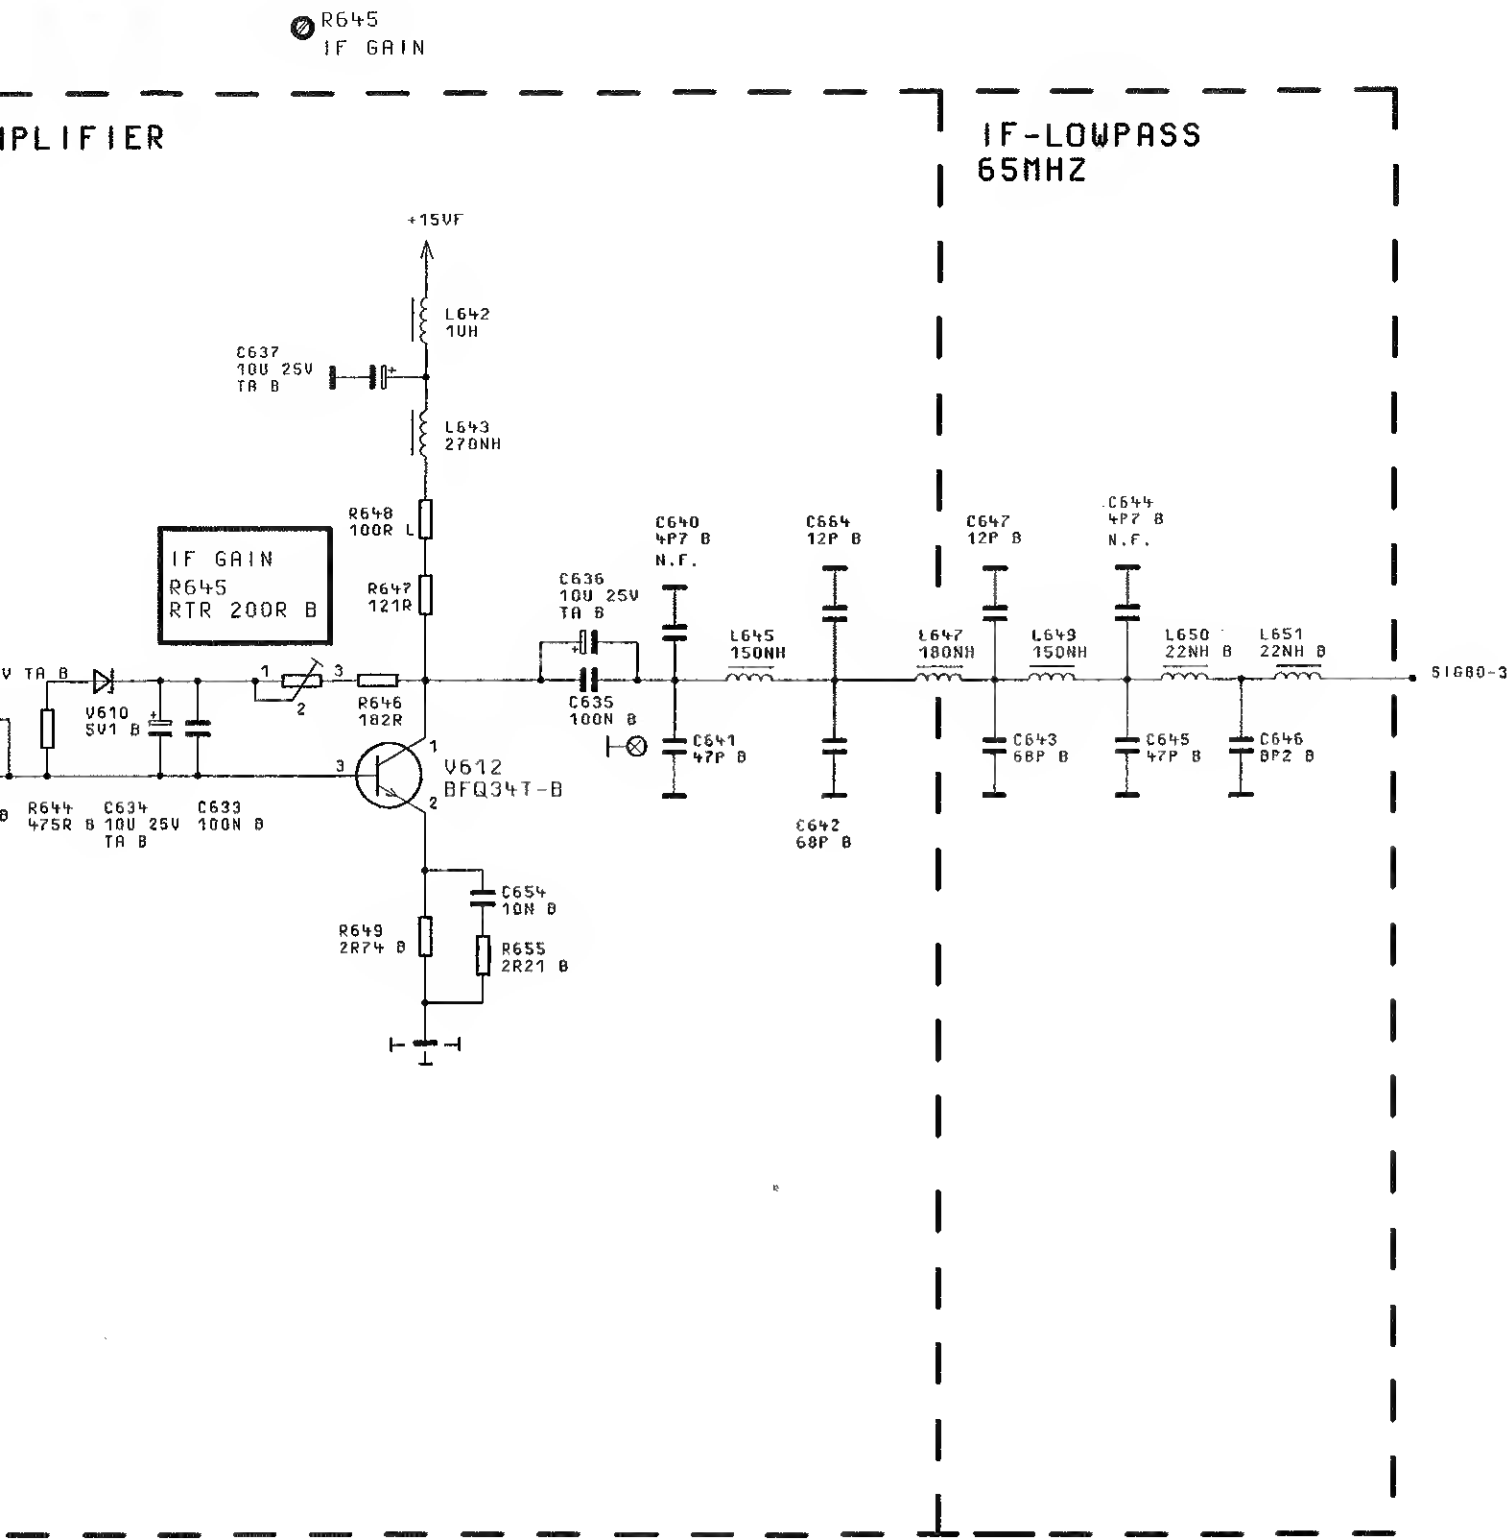 R645
IF GAIN
MPLIFIER
IF-LOWPASS
65MHZ
+15VF
L642
1UH
C637
10U 25V
TA B
L643
270NH
R648
100R L
IF GAIN
R645
RTR 200R B
R647
121R
C636
10U 25V
TA B
C640
4P7 B
N.F.
C664
12P B
C647
12P B
C644
4P7 B
N.F.
L645
150NH
L647
180NH
L649
150NH
L650
22NH B
L651
22NH B
V TA B
1
3
2
SIG80-3
V610
5V1 B
R646
182R
C635
100N B
C641
47P B
C643
68P B
C645
47P B
C646
8P2 B
1
3
V612
BFQ34T-B
2
B
R644
475R B
C634
10U 25V
TA B
C633
100N B
C642
68P B
C654
10N B
R649
2R74 B
R655
2R21 B